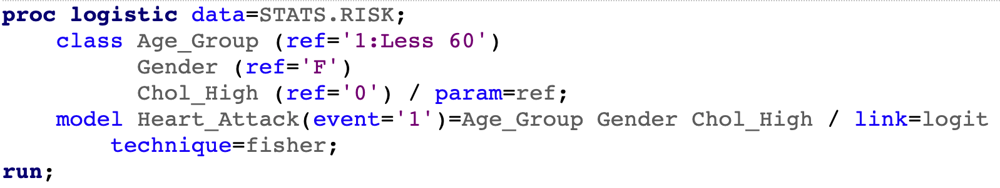 proc logistic data=STATS.RISK;
    class Age_Group (ref='1:Less 60')
          Gender (ref='F')
          Chol_High (ref='0') / param=ref;
    model Heart_Attack(event='1')=Age_Group Gender Chol_High / link=logit
        technique=fisher;
run;